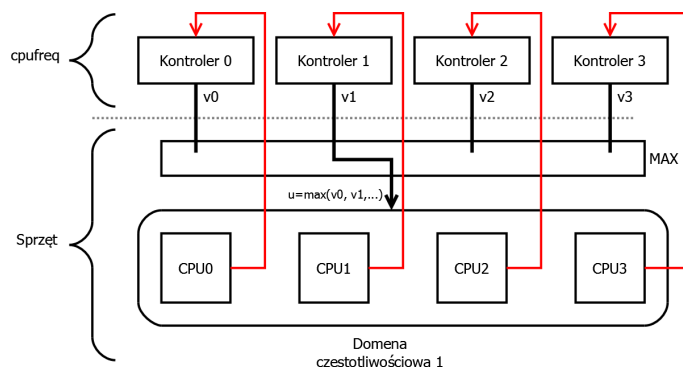 cpufreq
Kontroler 0
Kontroler 1
Kontroler 2
Kontroler 3
v0
v1
v2
v3
MAX
u=max(v0, v1,...)
Sprzęt
CPU0
CPU1
CPU2
CPU3
Domena
częstotliwościowa 1